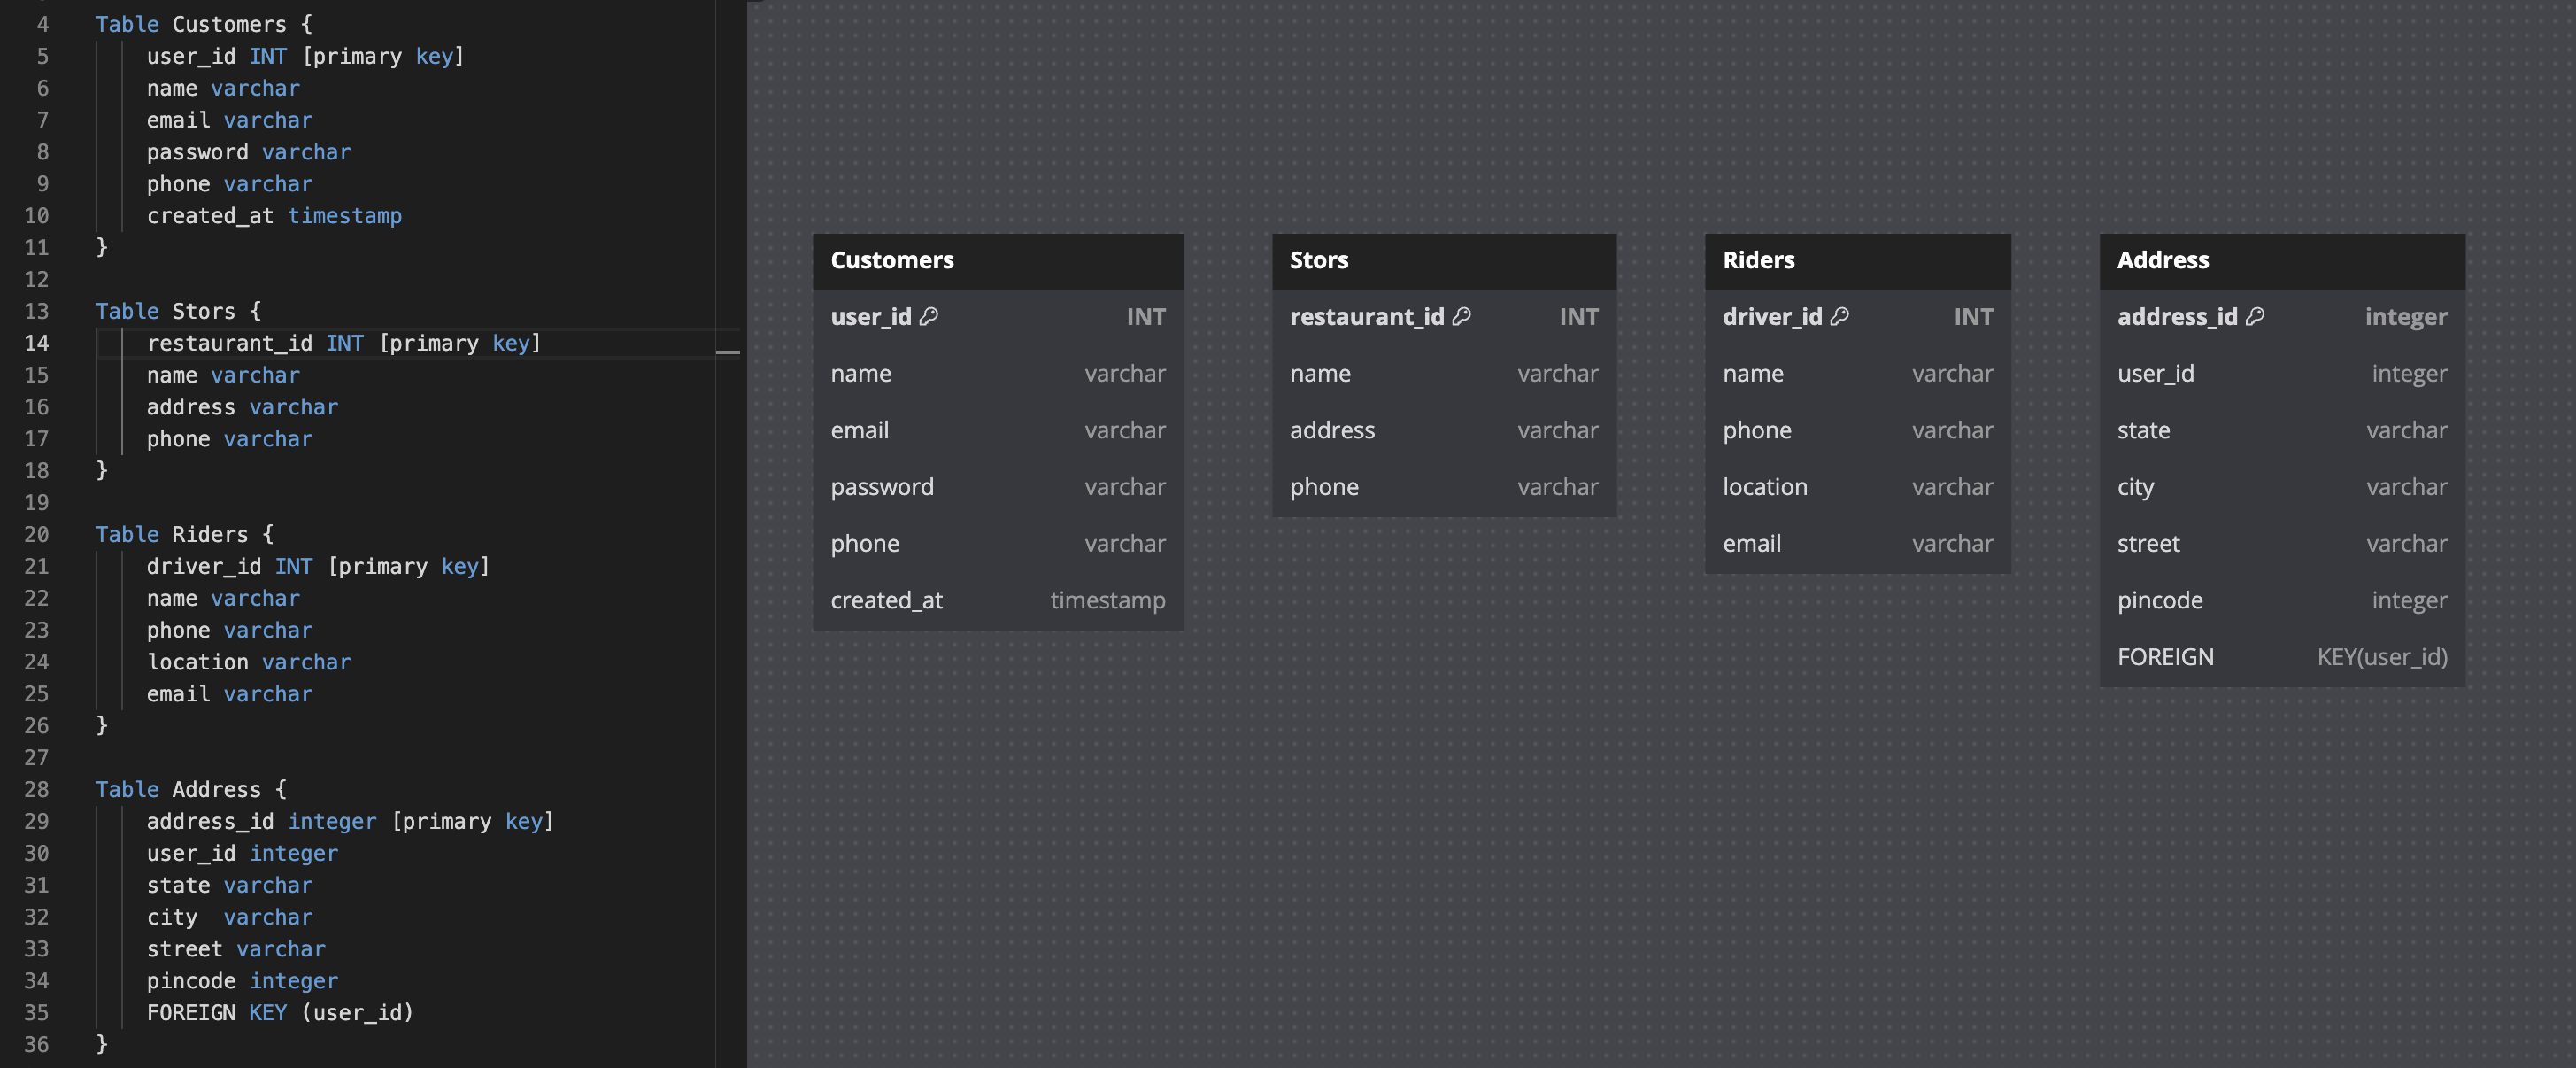 4 Table Customers {
5 user_id INT [primary key]
6 name varchar
7 email varchar
8 password varchar
9 phone varchar
10 created_at timestamp
11 }
12
13 Table Stors {
14 restaurant_id INT [primary key]
15 name varchar
16 address varchar
17 phone varchar
18 }
19
20 Table Riders {
21 driver_id INT [primary key]
22 name varchar
23 phone varchar
24 location varchar
25 email varchar
26 }
27
28 Table Address {
29 address_id integer [primary key]
30 user_id integer
31 state varchar
32 city  varchar
33 street varchar
34 pincode integer
35 FOREIGN KEY (user_id)
36 }
Customers
user_id INT
name varchar
email varchar
password varchar
phone varchar
created_at timestamp
Stors
restaurant_id INT
name varchar
address varchar
phone varchar
Riders
driver_id INT
name varchar
phone varchar
location varchar
email varchar
Address
address_id integer
user_id integer
state varchar
city varchar
street varchar
pincode integer
FOREIGN KEY(user_id)